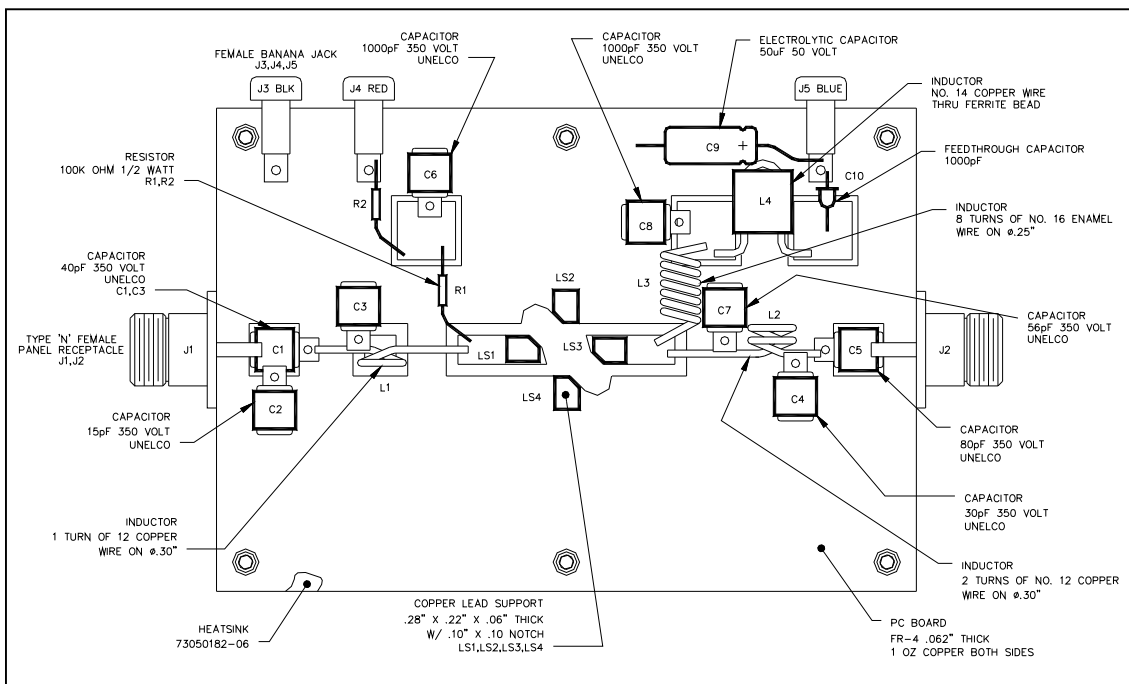 CAPACITOR
1000pF 350 VOLT
UNELCO
CAPACITOR
1000pF 350 VOLT
UNELCO
ELECTROLYTIC CAPACITOR
50uF 50 VOLT
FEMALE BANANA JACK
J3,J4,J5
J3 BLK
J4 RED
J5 BLUE
INDUCTOR
NO. 14 COPPER WIRE
THRU FERRITE BEAD
RESISTOR
100K OHM 1/2 WATT
R1,R2
C9
+
C6
C10
FEEDTHROUGH CAPACITOR
1000pF
R2
C8
L4
INDUCTOR
8 TURNS OF NO. 16 ENAMEL
WIRE ON ø.25"
CAPACITOR
40pF 350 VOLT
UNELCO
C1,C3
C3
R1
LS2
L3
C7
L2
CAPACITOR
56pF 350 VOLT
UNELCO
TYPE 'N' FEMALE
PANEL RECEPTACLE
J1,J2
J1
C1
LS1
LS3
C5
J2
L1
LS4
C2
C4
CAPACITOR
15pF 350 VOLT
UNELCO
CAPACITOR
80pF 350 VOLT
UNELCO
CAPACITOR
30pF 350 VOLT
UNELCO
INDUCTOR
1 TURN OF 12 COPPER
WIRE ON ø.30"
INDUCTOR
2 TURNS OF NO. 12 COPPER
WIRE ON ø.30"
HEATSINK
73050182-06
COPPER LEAD SUPPORT
.28" X .22" X .06" THICK
W/ .10" X .10 NOTCH
LS1,LS2,LS3,LS4
PC BOARD
FR-4 .062" THICK
1 OZ COPPER BOTH SIDES